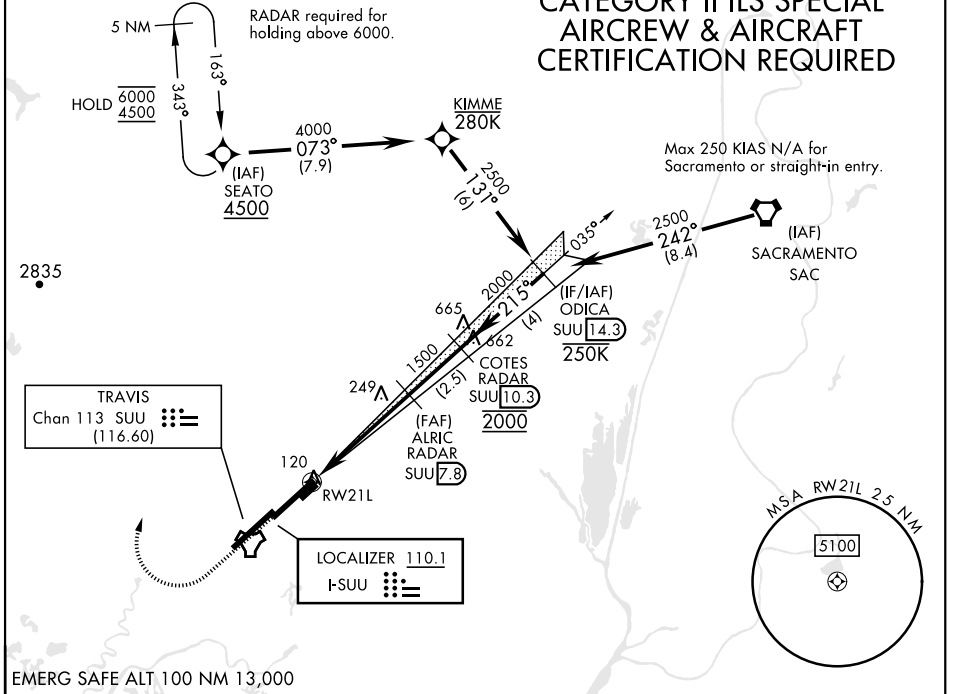 CATEGORY II ILS SPECIAL
AIRCREW & AIRCRAFT
CERTIFICATION REQUIRED
RADAR required for
holding above 6000.
5 NM
163°
343°
HOLD 6000
4500
(IAF)
SEATO
4500
4000
073°
(7.9)
KIMME
280K
2500
131°
(6)
Max 250 KIAS N/A for
Sacramento or straight-in entry.
035°
2500
242°
(8.4)
(IAF)
SACRAMENTO
SAC
2835
2000
215°
(4)
(IF/IAF)
ODICA
SUU 14.3
250K
665
662
1500
(2.5)
COTES
RADAR
SUU 10.3
2000
249
(FAF)
ALRIC
RADAR
SUU 7.8
TRAVIS
Chan 113 SUU
(116.60)
120
RW21L
LOCALIZER 110.1
I-SUU
MSA RW21L 25 NM
5100
EMERG SAFE ALT 100 NM 13,000